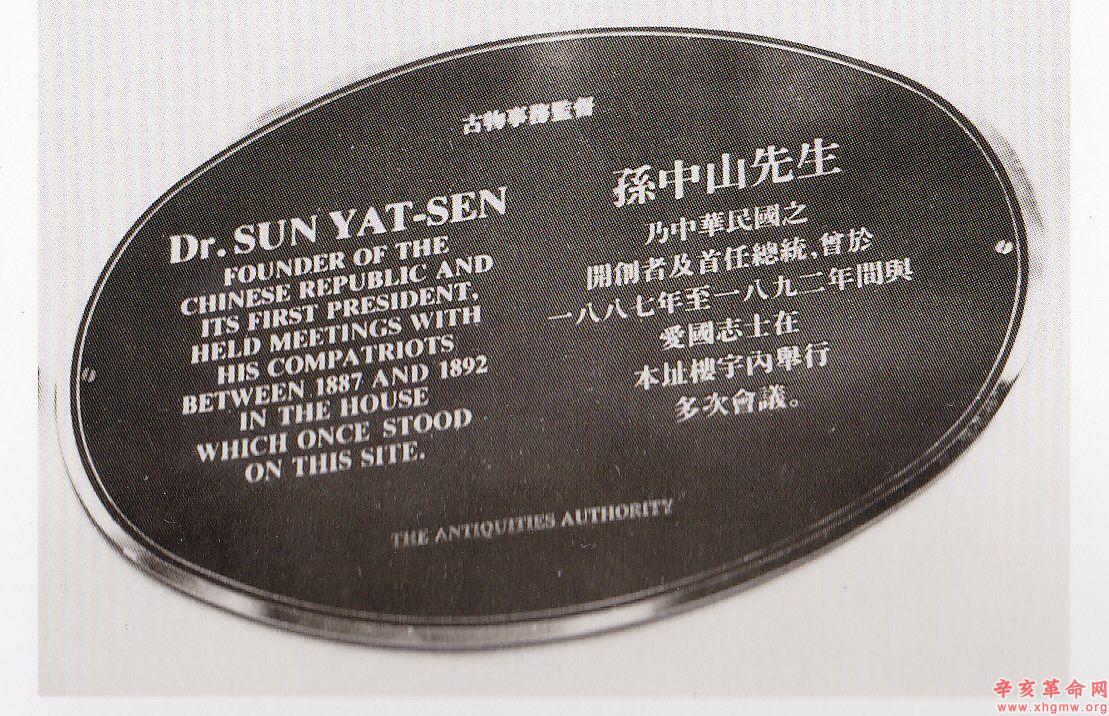 古物事務監督
Dr. SUN YAT-SEN
FOUNDER OF THE
CHINESE REPUBLIC AND
ITS FIRST PRESIDENT,
HELD MEETINGS WITH
HIS COMPATRIOTS
BETWEEN 1887 AND 1892
IN THE HOUSE
WHICH ONCE STOOD
ON THIS SITE.
孫中山先生
乃中華民國之
開創者及首任總統,曾於
一八八七年至一八九二年間與
愛國志士在
本址樓宇內舉行
多次會議。
THE ANTIQUITIES AUTHORITY
辛亥革命网
www.xhgmw.org